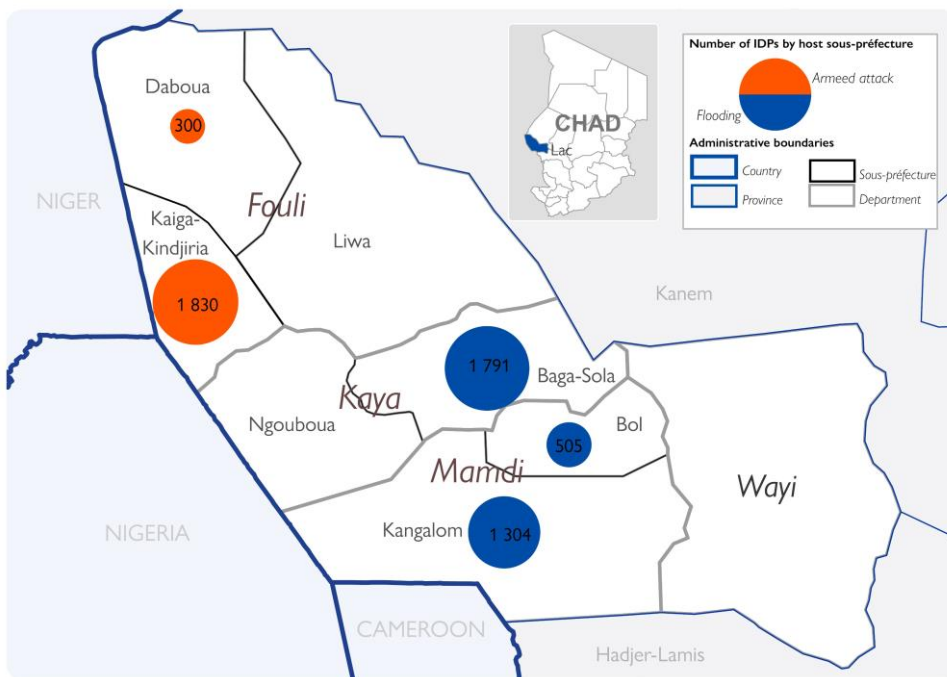 Number of IDPs by host sous-préfecture
Armeed attack
Flooding
Administrative boundaries
Country
Sous-préfecture
Province
Department
CHAD
Lac
Daboua
300
NIGER
Fouli
Kaiga-
Kindjiria
Liwa
1 830
Kanem
1 791
Baga-Sola
Kaya
Ngouboua
Bol
505
Mamdi
Wayi
Kangalom
1 304
NIGERIA
CAMEROON
Hadjer-Lamis